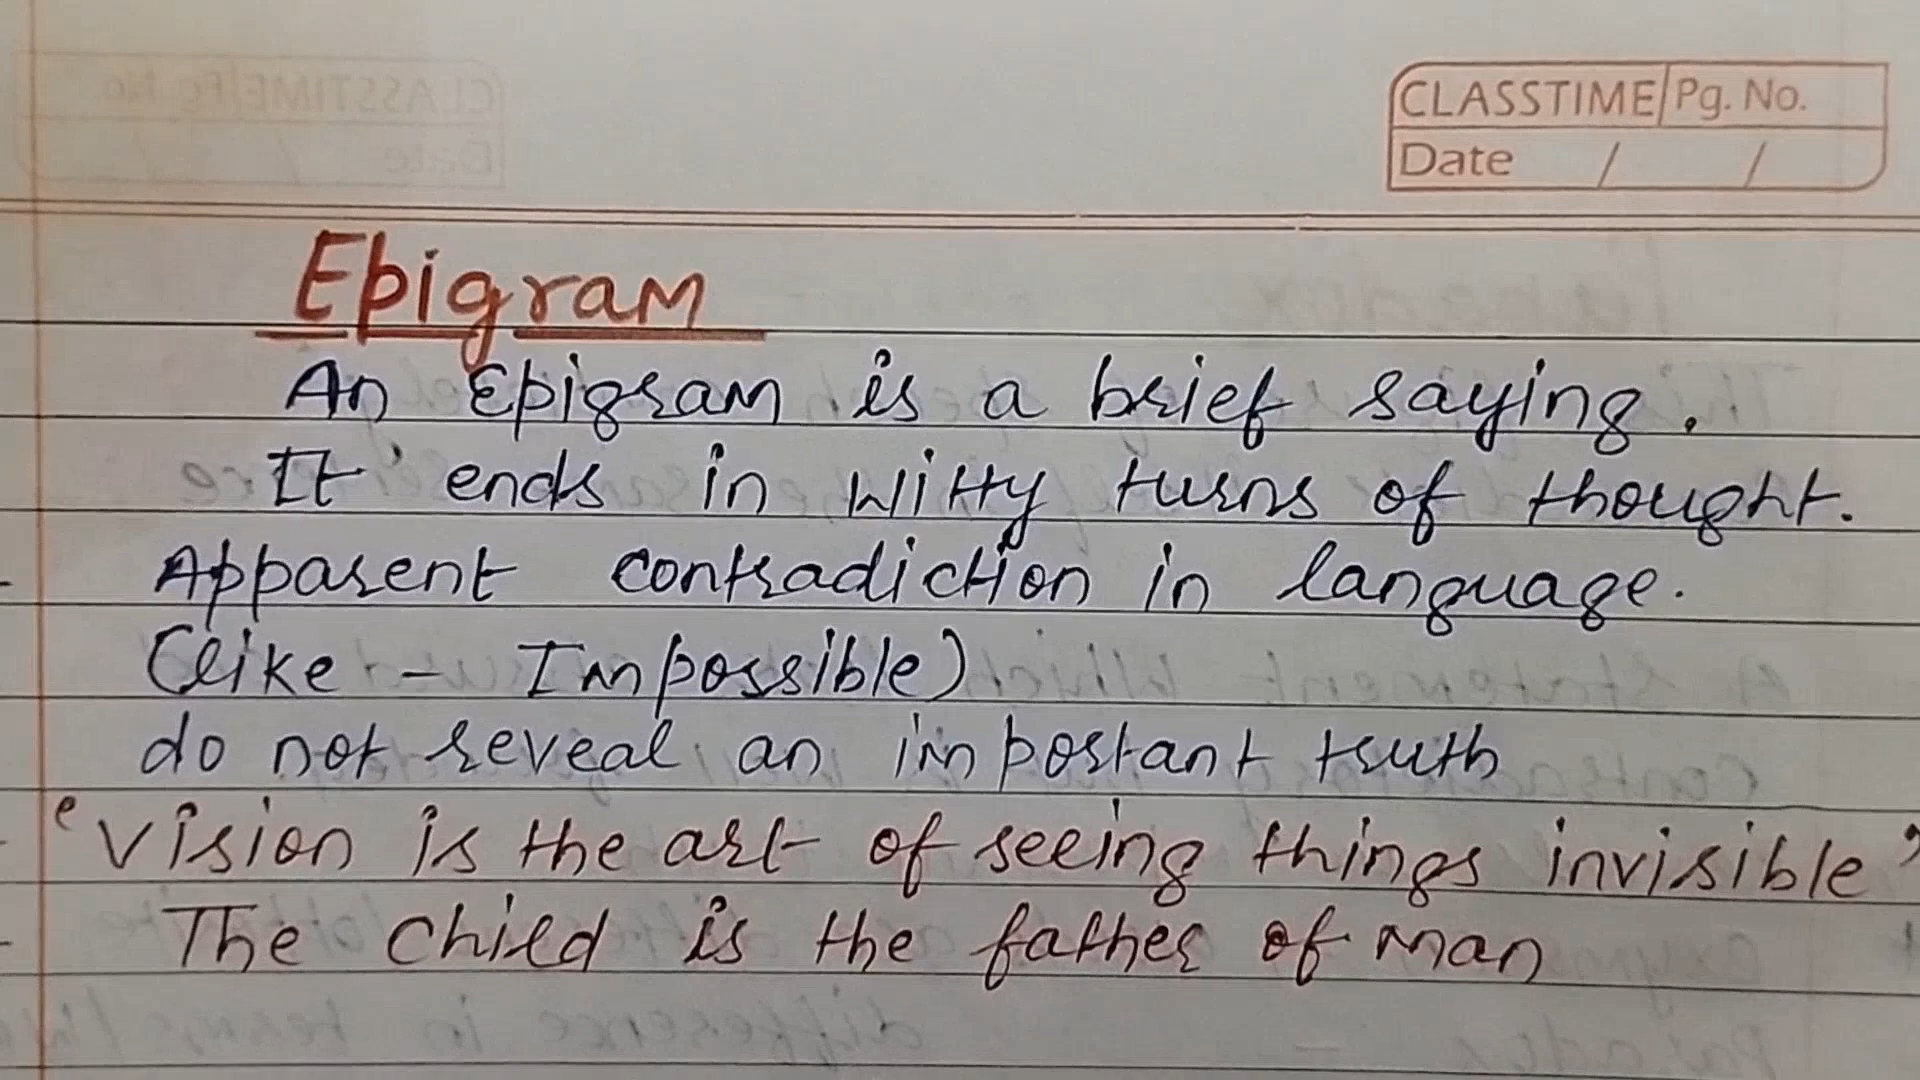 CLASSTIME Pg. No.
Date / /
Epigram
An Epigram is a brief saying.
It ends in witty turns of thought.
- Apparent contradiction in language.
(like - Impossible)
do not reveal an important truth
- ‘Vision is the art of seeing things invisible’
- The child is the father of man